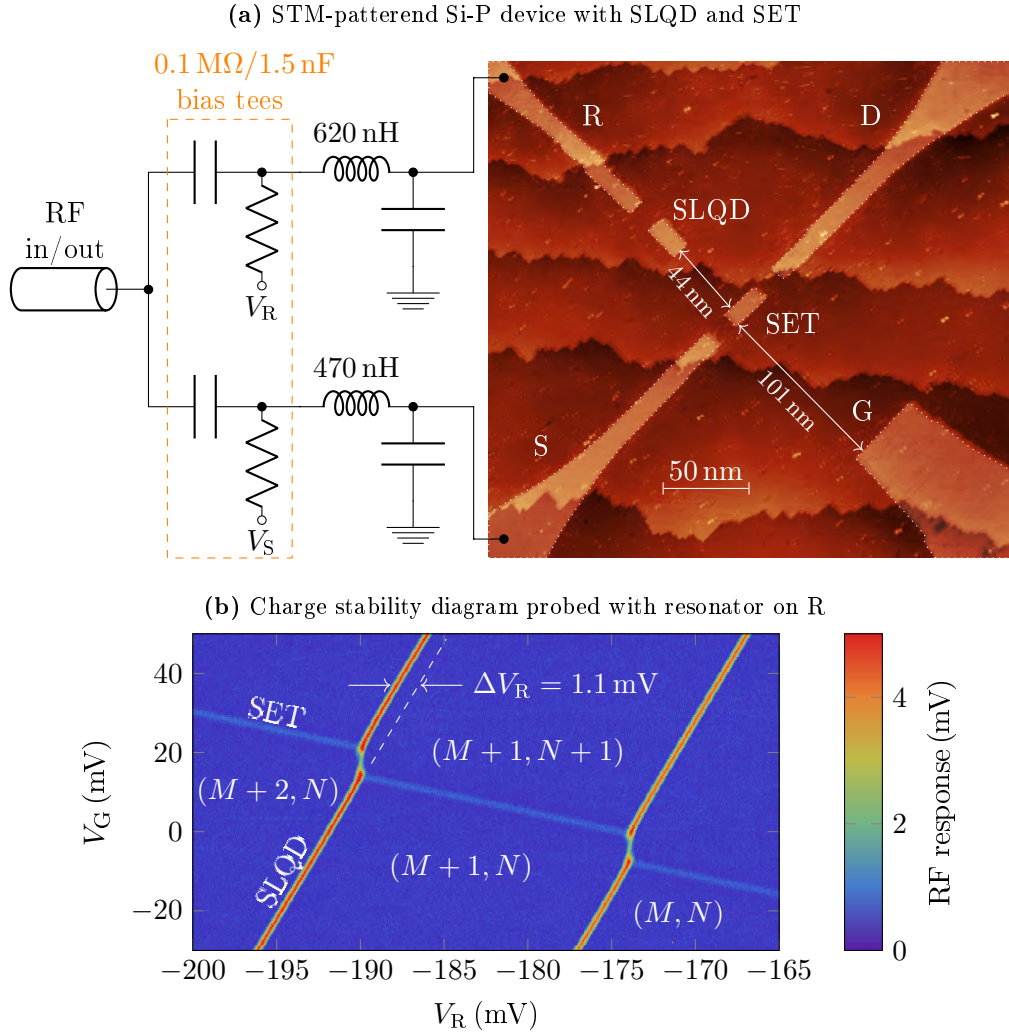 (a) STM-patterend Si-P device with SLQD and SET
0.1 MΩ/1.5 nF
bias tees
620 nH
RF
in/out
V_R
470 nH
V_S
R
D
SLQD
44 nm
SET
101 nm
G
S
50 nm
(b) Charge stability diagram probed with resonator on R
SET
ΔV_R = 1.1 mV
(M + 1, N + 1)
(M + 2, N)
(M + 1, N)
SLQD
(M, N)
40
20
0
−20
V_G (mV)
−200
−195
−190
−185
−180
−175
−170
−165
V_R (mV)
4
2
0
RF response (mV)